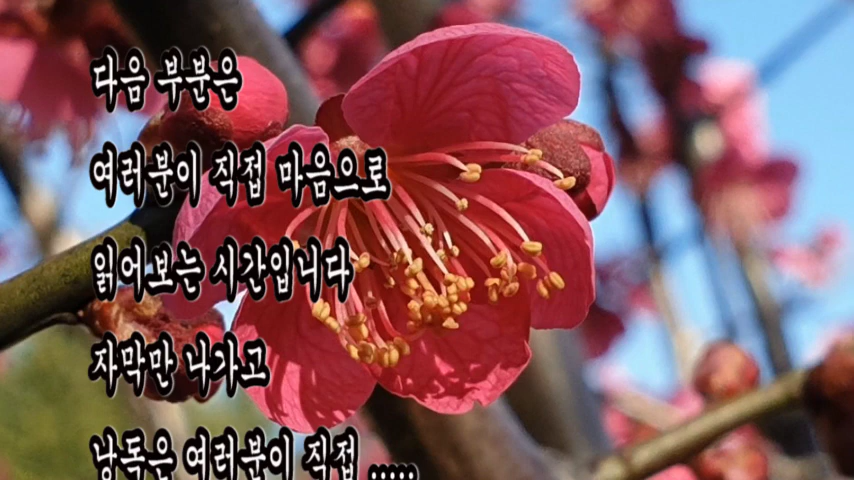 다음 부분은
여러분이 직접 마음으로
읽어보는 시간입니다
자막만 나가고
낭독은 여러분이 직접 .....